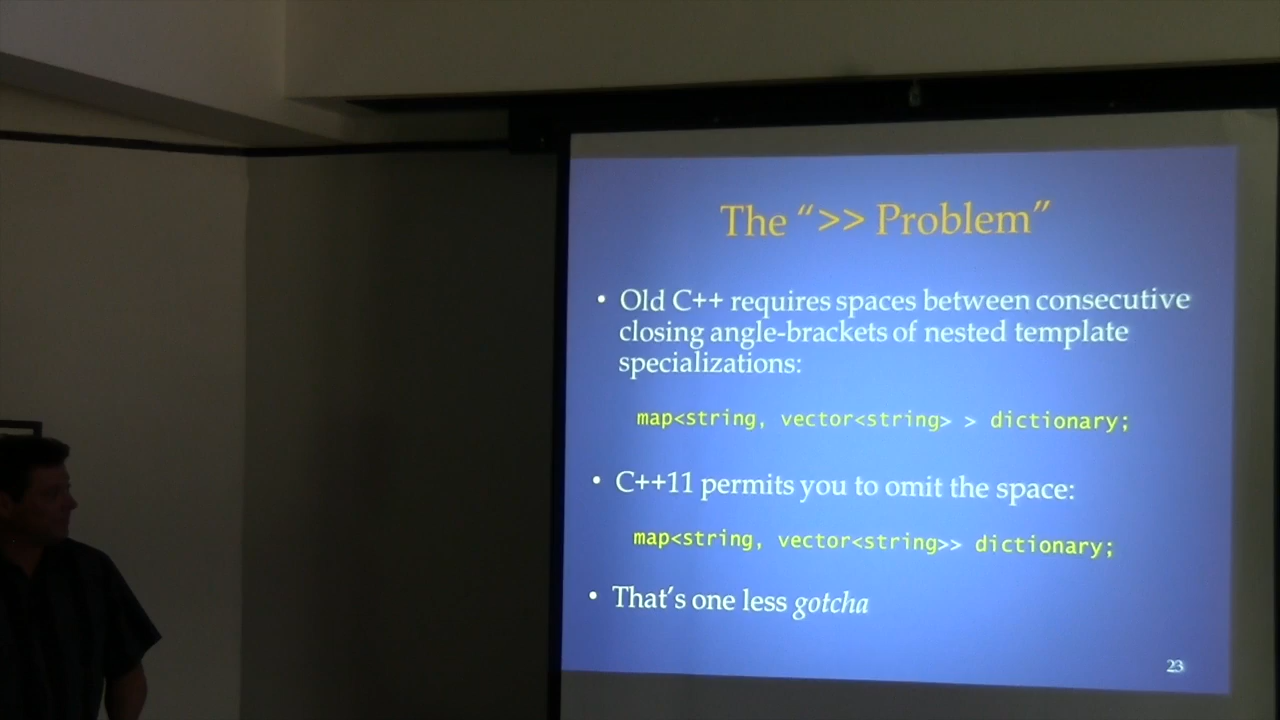 The “>> Problem”
• Old C++ requires spaces between consecutive
closing angle-brackets of nested template
specializations:
map<string, vector<string> > dictionary;
• C++11 permits you to omit the space:
map<string, vector<string>> dictionary;
• That's one less gotcha
23